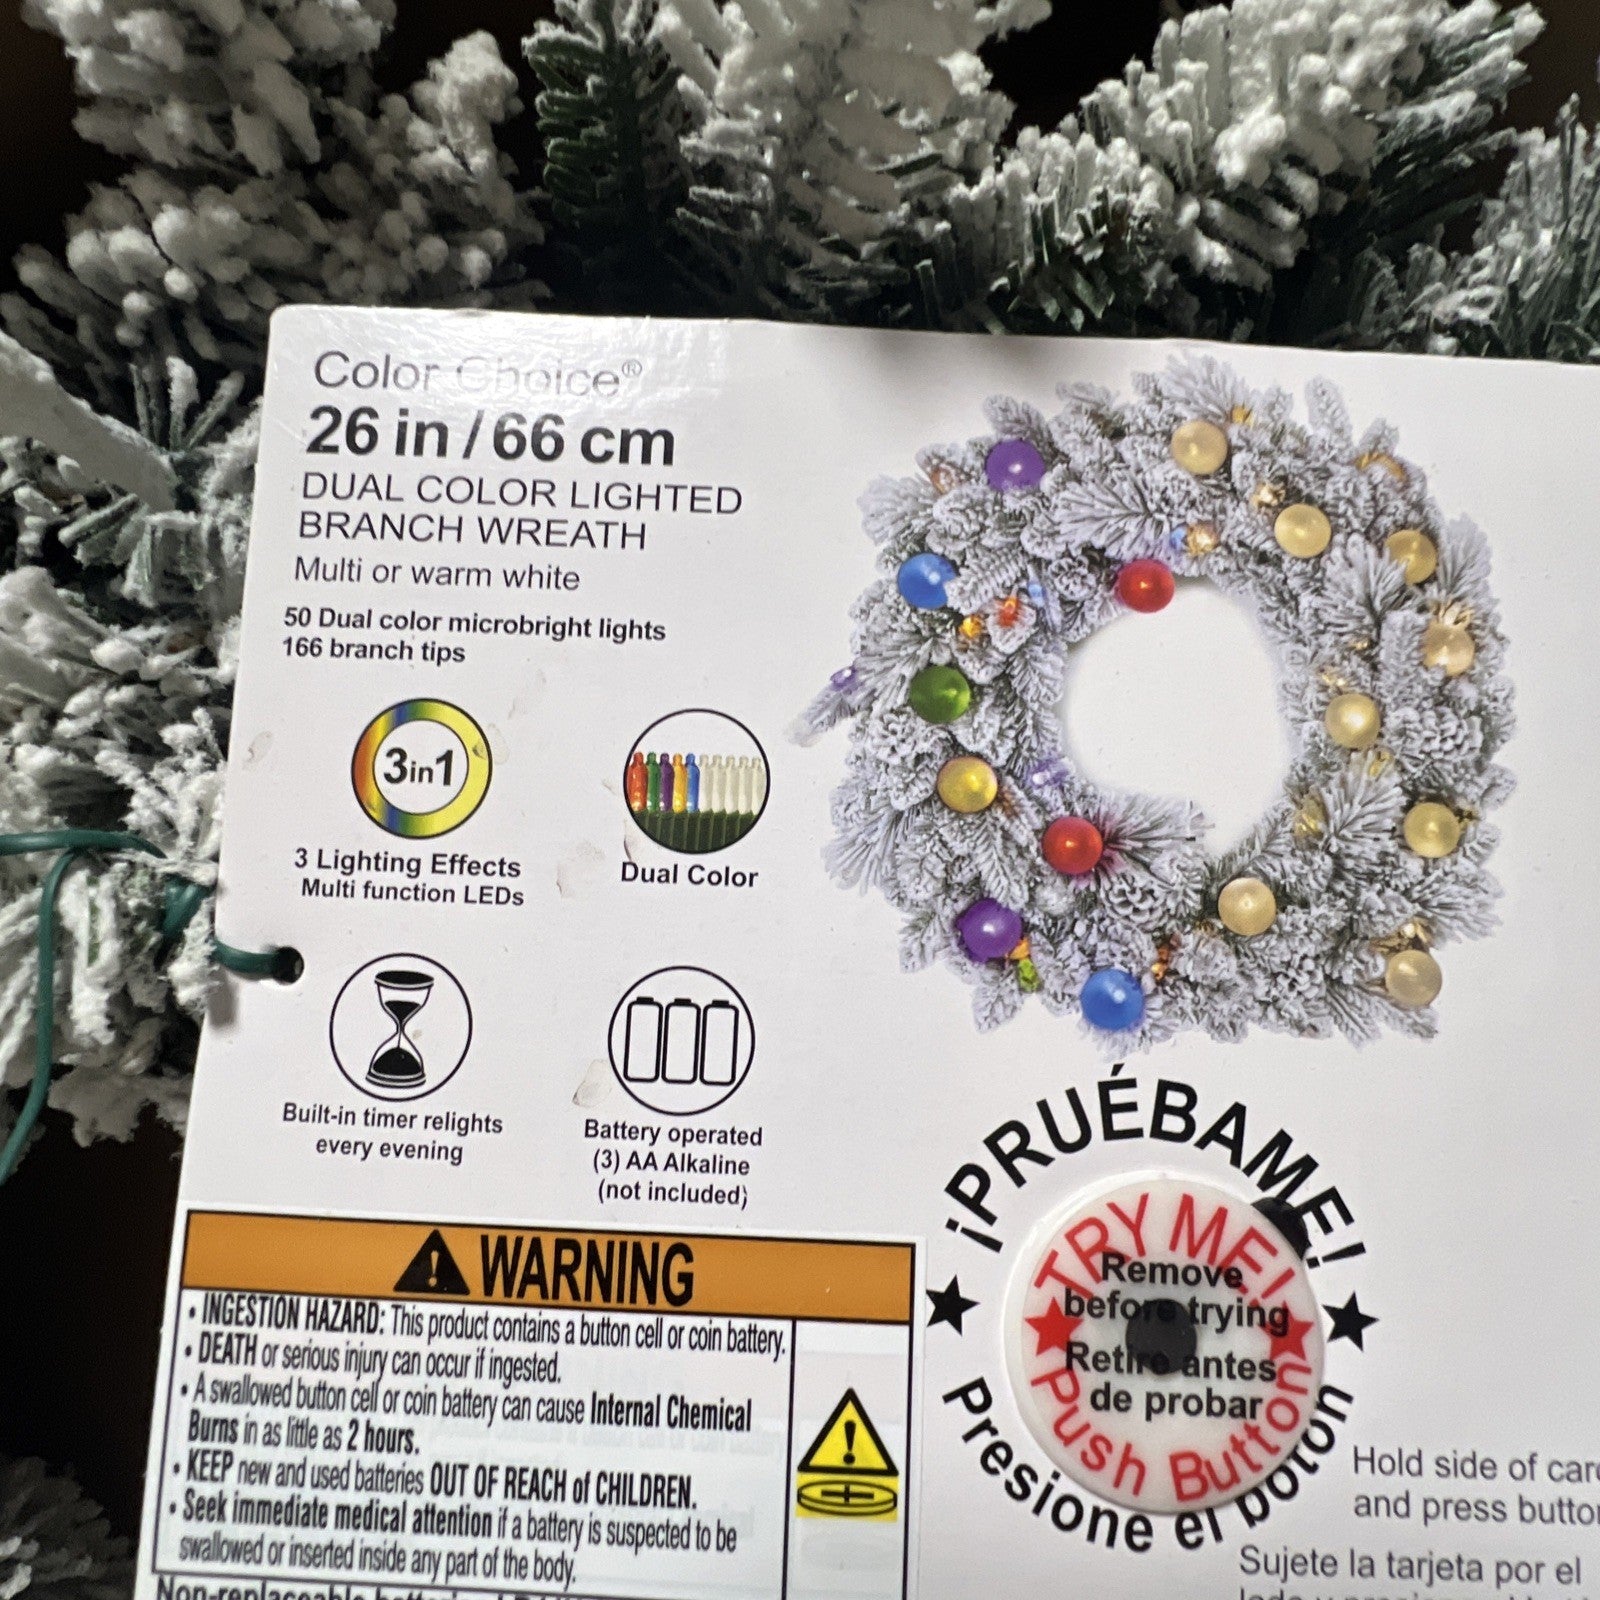 Color Choice®
26 in / 66 cm
DUAL COLOR LIGHTED
BRANCH WREATH
Multi or warm white
50 Dual color microbright lights
166 branch tips
3in1
3 Lighting Effects
Multi function LEDs
Dual Color
Built-in timer relights
every evening
Battery operated
(3) AA Alkaline
(not included)
WARNING
• INGESTION HAZARD: This product contains a button cell or coin battery.
• DEATH or serious injury can occur if ingested.
• A swallowed button cell or coin battery can cause Internal Chemical
Burns in as little as 2 hours.
• KEEP new and used batteries OUT OF REACH of CHILDREN.
• Seek immediate medical attention if a battery is suspected to be
swallowed or inserted inside any part of the body.
Non-replaceable
¡PRUÉBAME!
TRY ME!
Remove
before trying
Retire antes
de probar
Push Button
Presione el botón
Hold side of card
and press button
Sujete la tarjeta por el
lado y